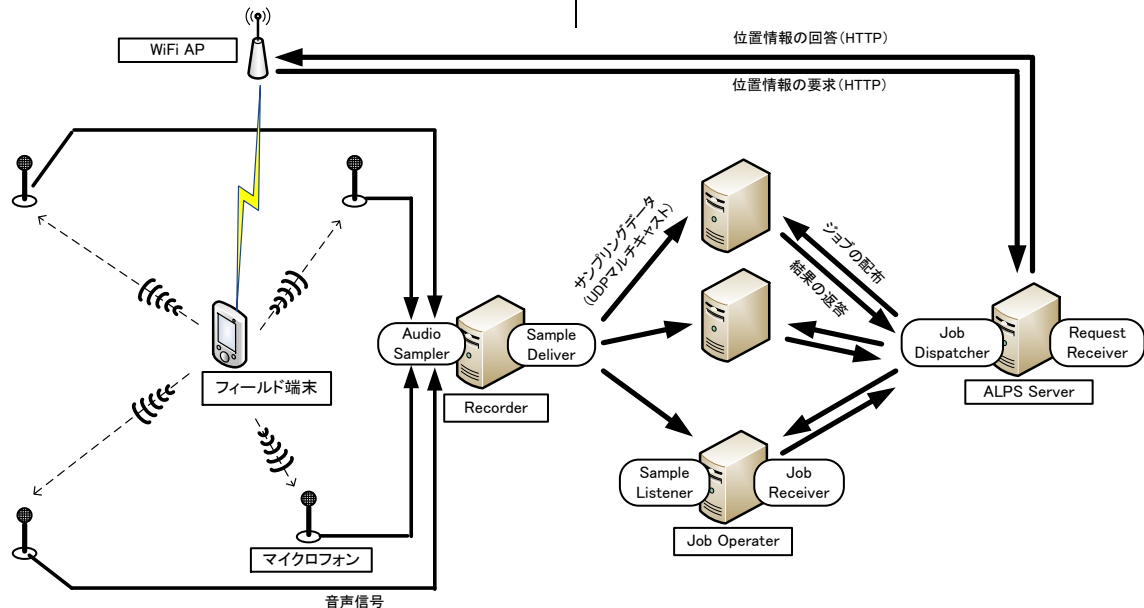 WiFi AP
位置情報の回答(HTTP)
位置情報の要求(HTTP)
サンプリングデータ
(UDPマルチキャスト)
ジョブの配布
結果の返答
Audio
Sampler
Sample
Deliver
Recorder
フィールド端末
Job
Dispatcher
Request
Receiver
ALPS Server
Sample
Listener
Job
Receiver
Job Operater
マイクロフォン
音声信号